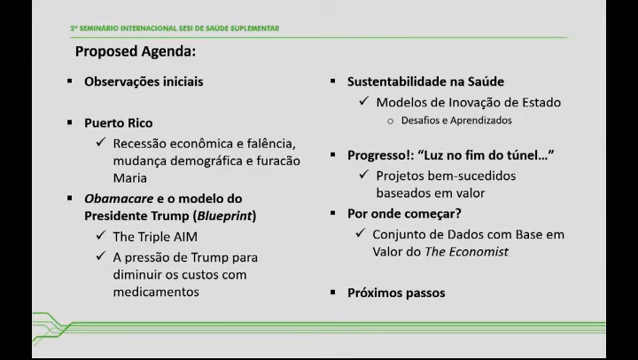 2º SEMINÁRIO INTERNACIONAL SESI DE SAÚDE SUPLEMENTAR
Proposed Agenda:
▪ Observações iniciais
▪ Puerto Rico
✓ Recessão econômica e falência,
mudança demográfica e furacão
Maria
▪ Obamacare e o modelo do
Presidente Trump (Blueprint)
✓ The Triple AIM
✓ A pressão de Trump para
diminuir os custos com
medicamentos
▪ Sustentabilidade na Saúde
✓ Modelos de Inovação de Estado
o Desafios e Aprendizados
▪ Progresso!: “Luz no fim do túnel…”
✓ Projetos bem-sucedidos
baseados em valor
▪ Por onde começar?
✓ Conjunto de Dados com Base em
Valor do The Economist
▪ Próximos passos